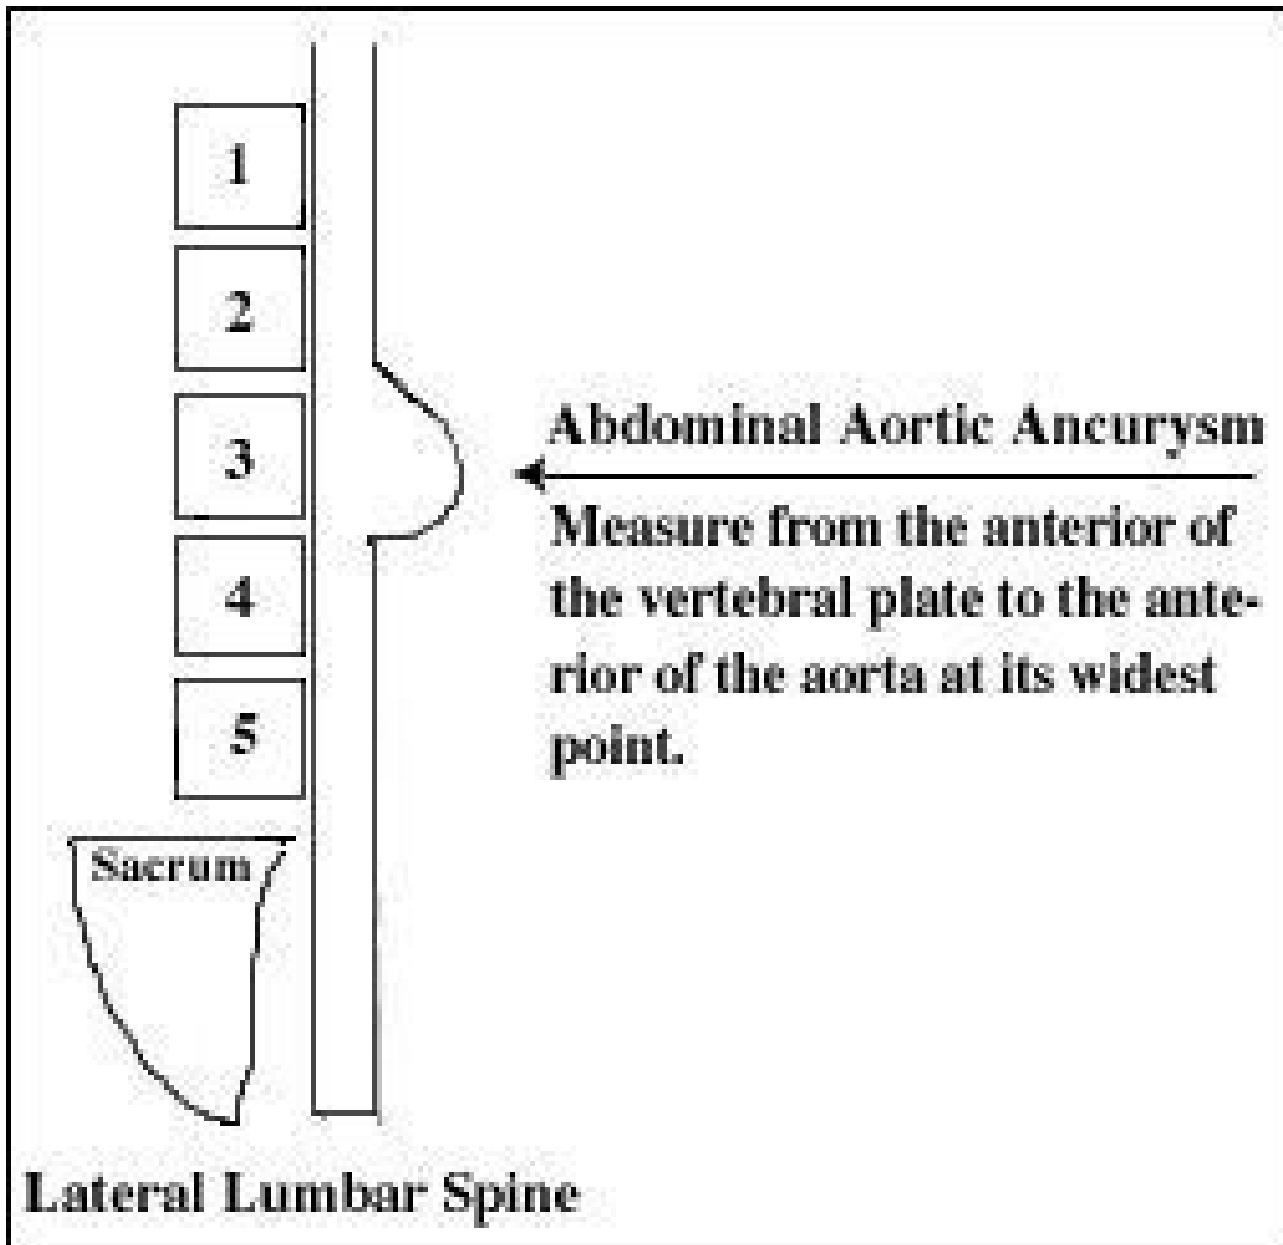 1
2
3
4
5
Sacrum
Abdominal Aortic Ancurysm
Measure from the anterior of
the vertebral plate to the ante-
rior of the aorta at its widest
point.
Lateral Lumbar Spine